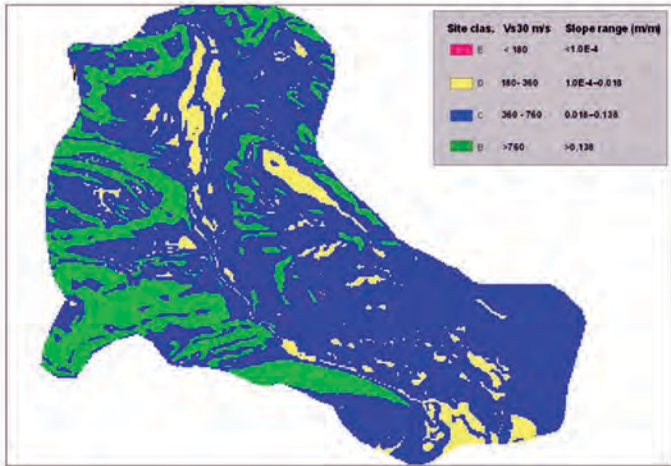 Site clas. Vs30 m/s Slope range (m/m)
E < 180 <1.0E-4
D 180- 360 1.0E-4–0.018
C 360 - 760 0.018–0.138
B >760 >0.138